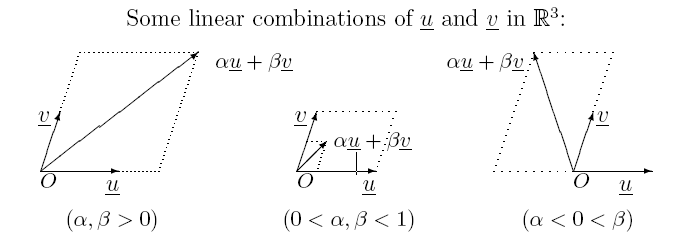 Some linear combinations of u and v in ℝ³:
αu + βv
αu + βv
v
v
αu + βv
v
O
u
O
u
O
u
(α, β > 0)
(0 < α, β < 1)
(α < 0 < β)